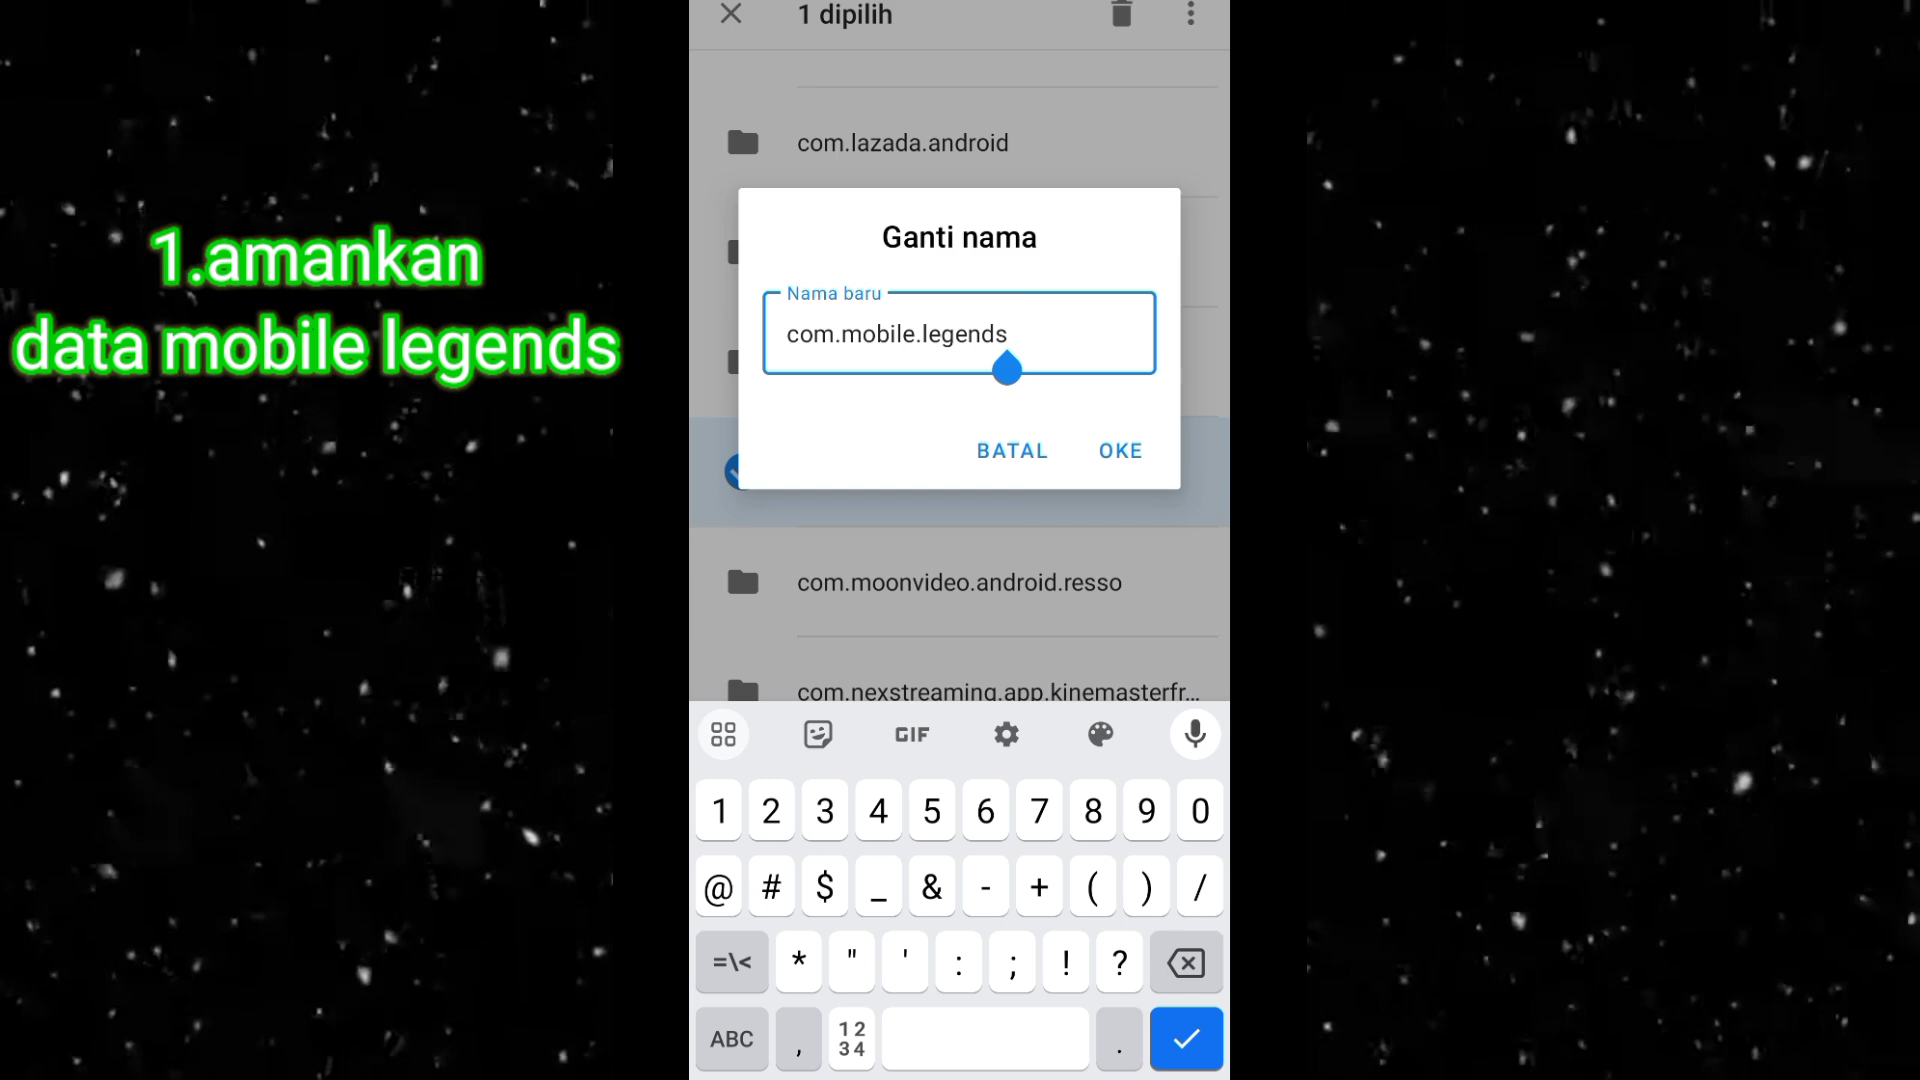 1.amankan
data mobile legends
1 dipilih
com.lazada.android
Ganti nama
Nama baru
com.mobile.legends
BATAL OKE
com.moonvideo.android.resso
com.nexstreaming.app.kinemasterfr...
GIF
1 2 3 4 5 6 7 8 9 0
@ # $ _ & - + ( ) /
=\< * " ' : ; ! ?
ABC , 12 .
34